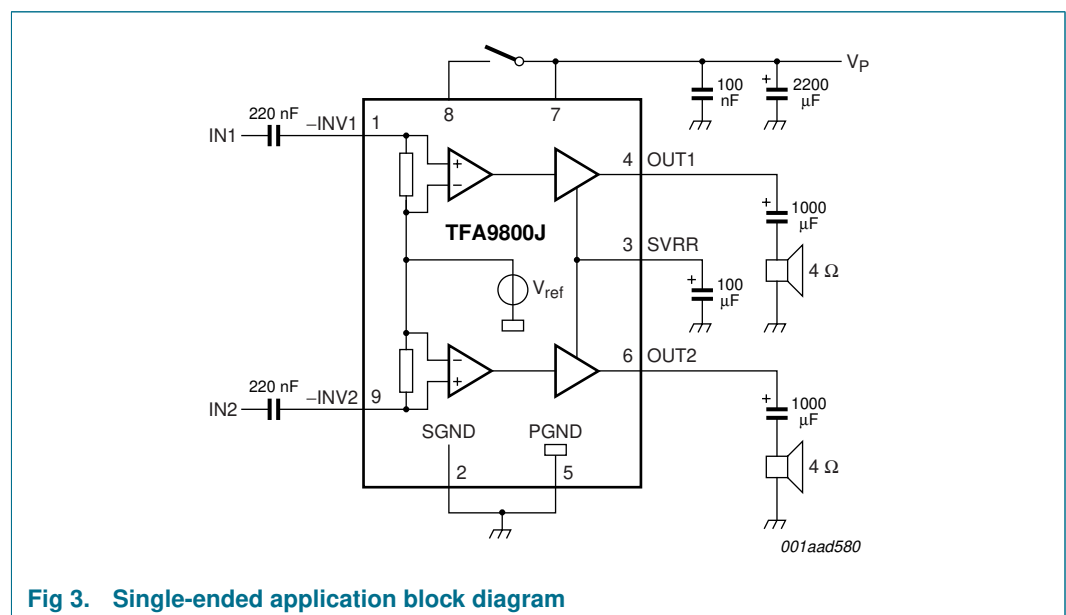 V_P
100 nF
2200 µF
+
8
7
220 nF
IN1
–INV1
1
+
–
4
OUT1
+
1000 µF
4 Ω
TFA9800J
3
SVRR
+
100 µF
V_ref
–
+
6
OUT2
+
1000 µF
4 Ω
220 nF
IN2
–INV2
9
SGND
PGND
2
5
001aad580
Fig 3. Single-ended application block diagram